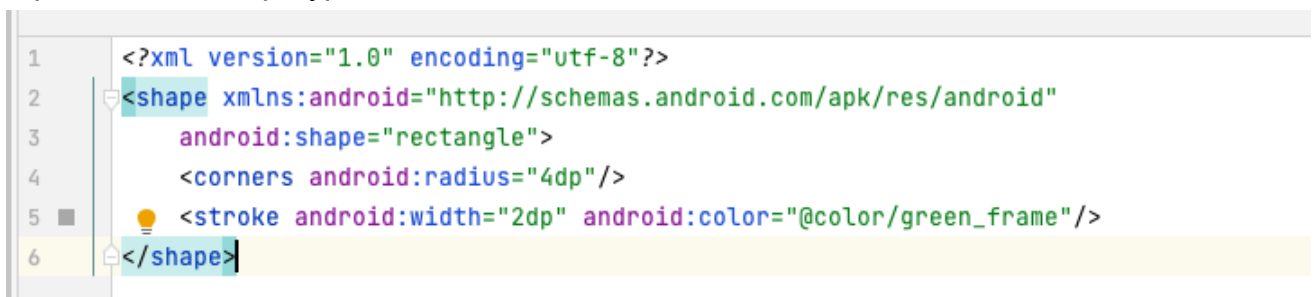 1 <?xml version="1.0" encoding="utf-8"?>
2 <shape xmlns:android="http://schemas.android.com/apk/res/android"
3 android:shape="rectangle">
4 <corners android:radius="4dp"/>
5 <stroke android:width="2dp" android:color="@color/green_frame"/>
6 </shape>